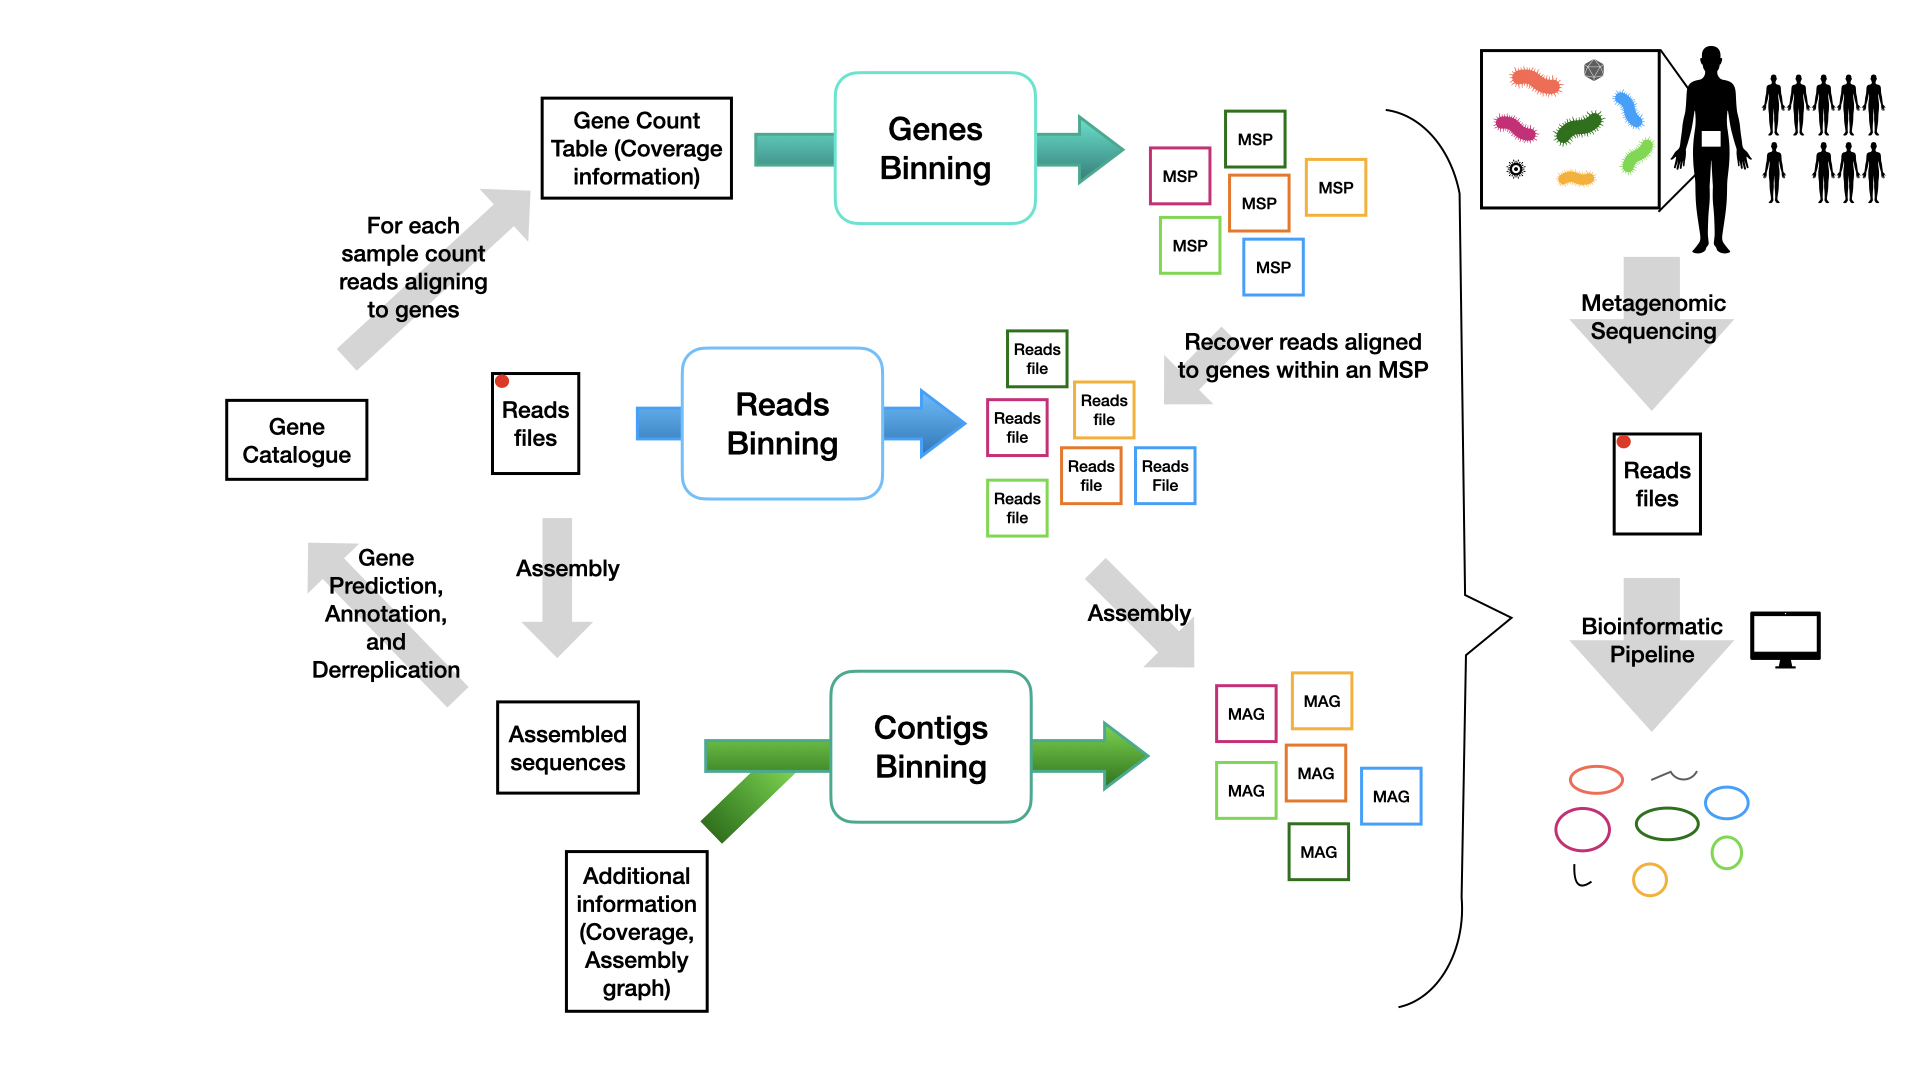 Gene Count
Table (Coverage
information)
Genes
Binning
MSP
MSP
MSP
MSP
MSP
MSP
For each
sample count
reads aligning
to genes
Gene
Catalogue
Reads
files
Reads
Binning
Reads
file
Reads
file
Reads
file
Reads
file
Reads
File
Reads
file
Recover reads aligned
to genes within an MSP
Gene
Prediction,
Annotation,
and
Derreplication
Assembly
Assembly
Assembled
sequences
Contigs
Binning
MAG
MAG
MAG
MAG
MAG
MAG
Additional
information
(Coverage,
Assembly
graph)
Metagenomic
Sequencing
Reads
files
Bioinformatic
Pipeline